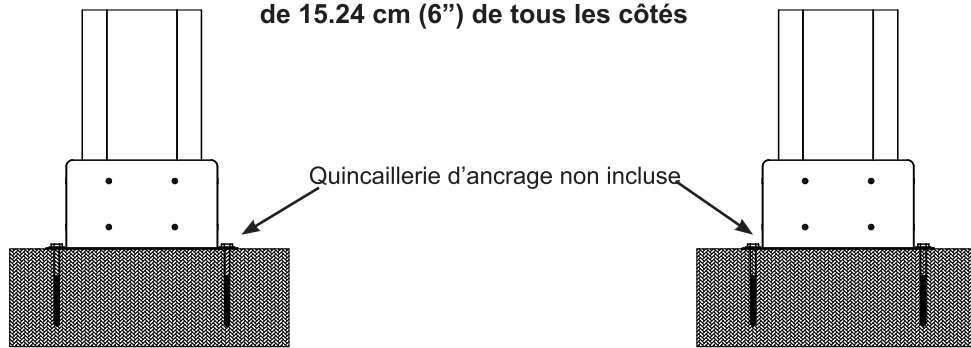 de 15.24 cm (6”) de tous les côtés
Quincaillerie d’ancrage non incluse